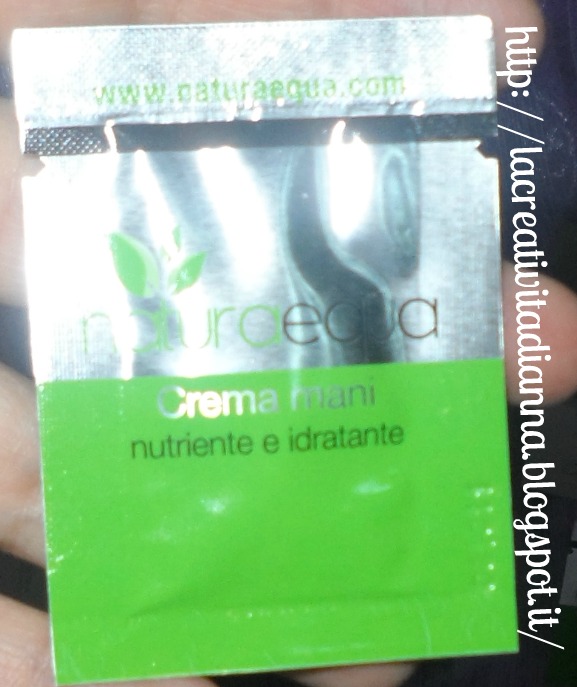 www.naturaequa.com
naturaequa
Crema mani
nutriente e idratante
http://lacreativitadianna.blogspot.it/